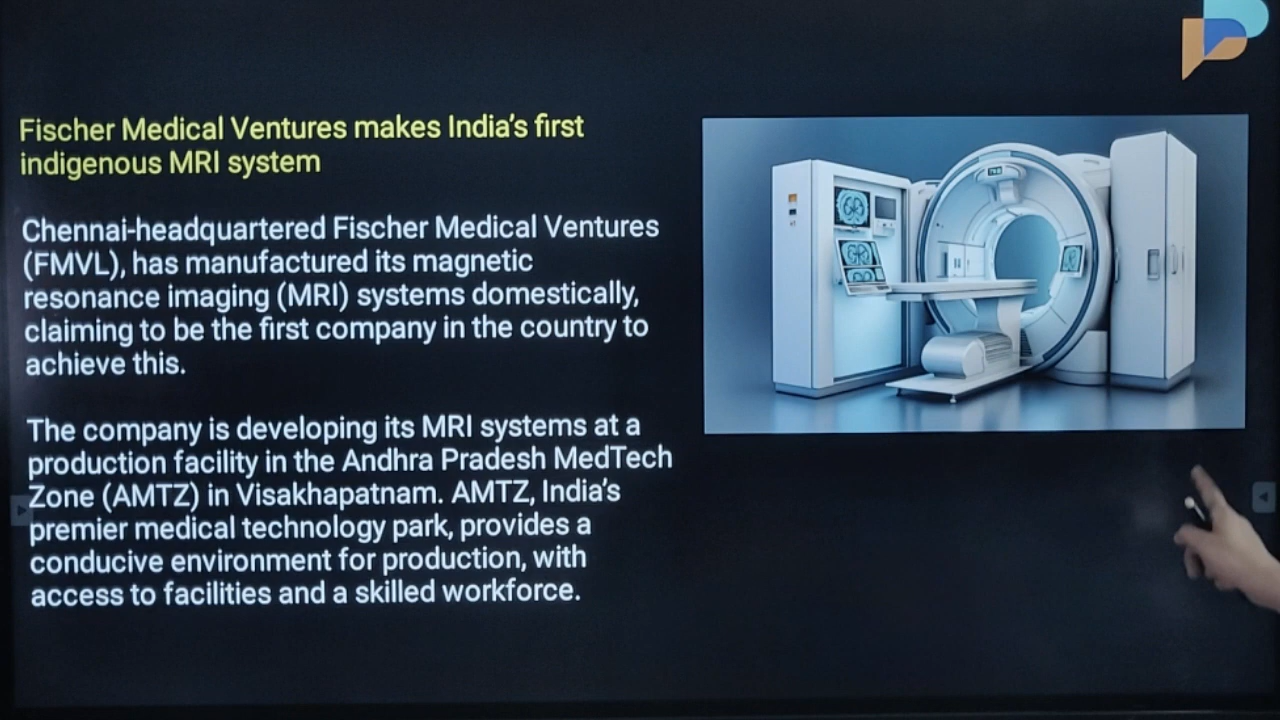 Fischer Medical Ventures makes India's first
indigenous MRI system
Chennai-headquartered Fischer Medical Ventures
(FMVL), has manufactured its magnetic
resonance imaging (MRI) systems domestically,
claiming to be the first company in the country to
achieve this.
The company is developing its MRI systems at a
production facility in the Andhra Pradesh MedTech
Zone (AMTZ) in Visakhapatnam. AMTZ, India's
premier medical technology park, provides a
conducive environment for production, with
access to facilities and a skilled workforce.